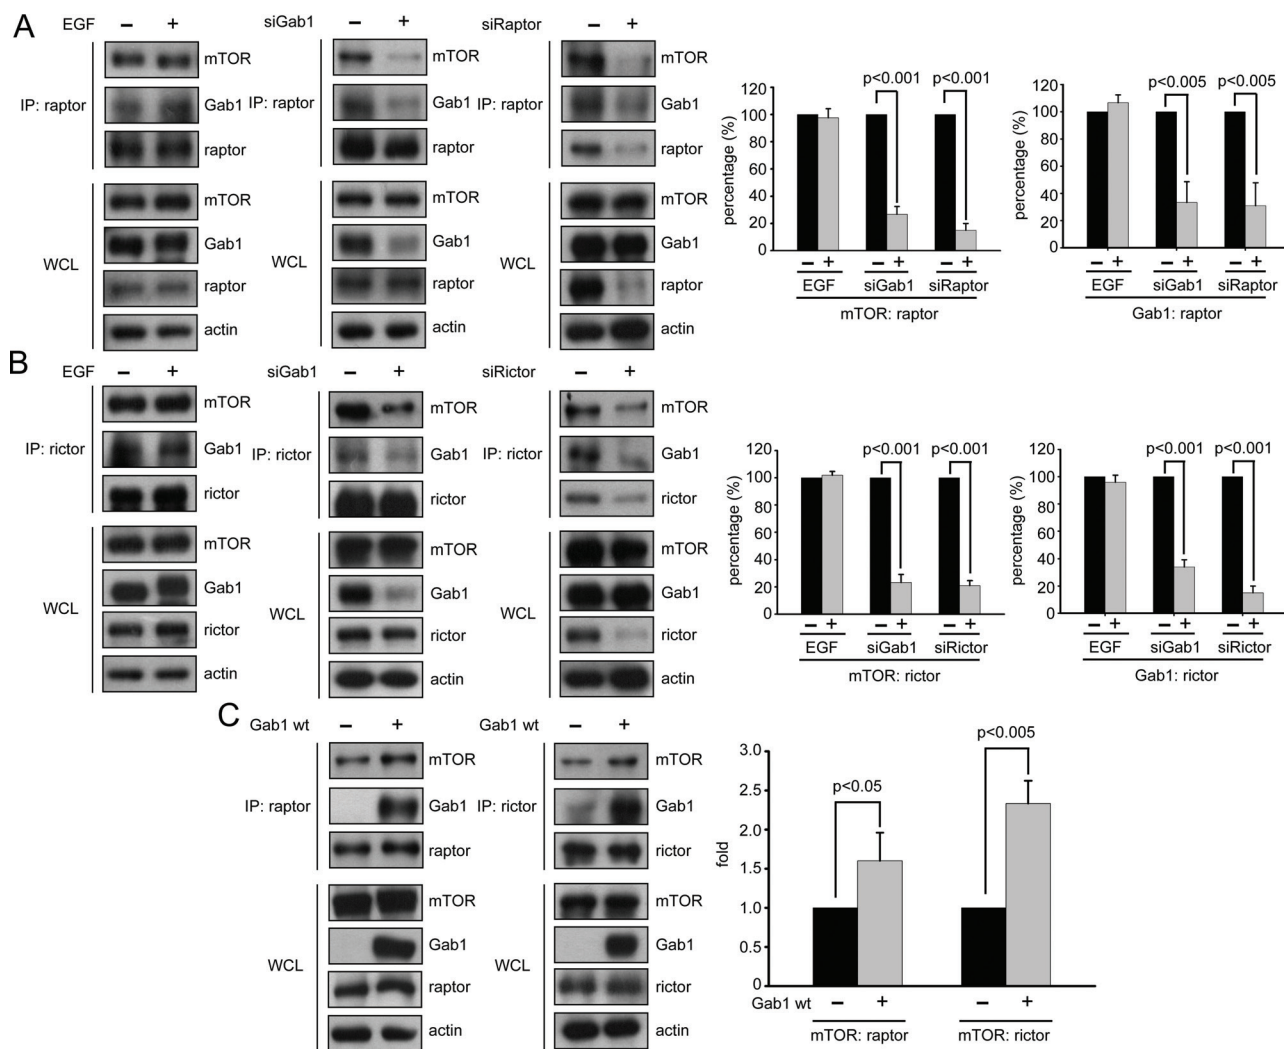 A
EGF − +
IP: raptor
mTOR
Gab1
raptor
WCL
mTOR
Gab1
raptor
actin
siGab1 − +
IP: raptor
mTOR
Gab1
raptor
WCL
mTOR
Gab1
raptor
actin
siRaptor − +
IP: raptor
mTOR
Gab1
raptor
WCL
mTOR
Gab1
raptor
actin
percentage (%)
120
100
80
60
40
20
0
p<0.001 p<0.001
− + − + − +
EGF siGab1 siRaptor
mTOR: raptor
percentage (%)
120
100
80
60
40
20
0
p<0.005 p<0.005
− + − + − +
EGF siGab1 siRaptor
Gab1: raptor
B
EGF − +
IP: rictor
mTOR
Gab1
rictor
WCL
mTOR
Gab1
rictor
actin
siGab1 − +
IP: rictor
mTOR
Gab1
rictor
WCL
mTOR
Gab1
rictor
actin
siRictor − +
IP: rictor
mTOR
Gab1
rictor
WCL
mTOR
Gab1
rictor
actin
percentage (%)
120
100
80
60
40
20
0
p<0.001 p<0.001
− + − + − +
EGF siGab1 siRictor
mTOR: rictor
percentage (%)
120
100
80
60
40
20
0
p<0.001 p<0.001
− + − + − +
EGF siGab1 siRictor
Gab1: rictor
C
Gab1 wt − +
IP: raptor
mTOR
Gab1
raptor
WCL
mTOR
Gab1
raptor
actin
Gab1 wt − +
IP: rictor
mTOR
Gab1
rictor
WCL
mTOR
Gab1
rictor
actin
fold
3.0
2.5
2.0
1.5
1.0
0.5
0
p<0.05
p<0.005
Gab1 wt − + − +
mTOR: raptor mTOR: rictor